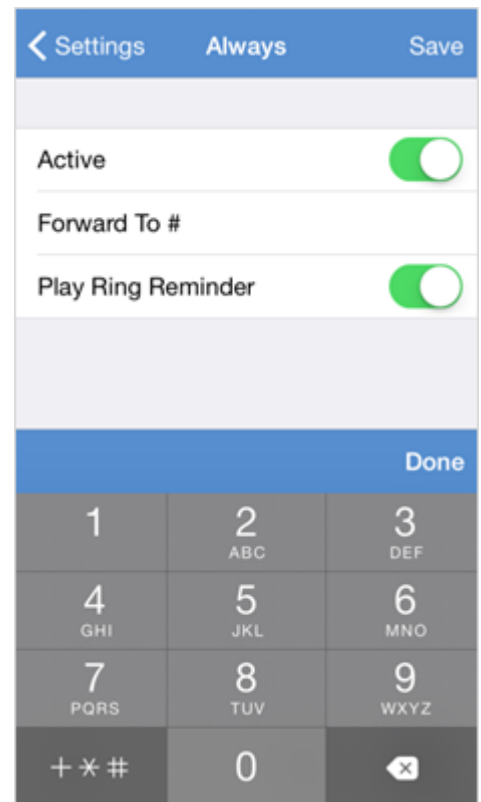 Settings Always Save
Active
Forward To #
Play Ring Reminder
Done
1 2 3
ABC DEF
4 5 6
GHI JKL MNO
7 8 9
PQRS TUV WXYZ
+*# 0